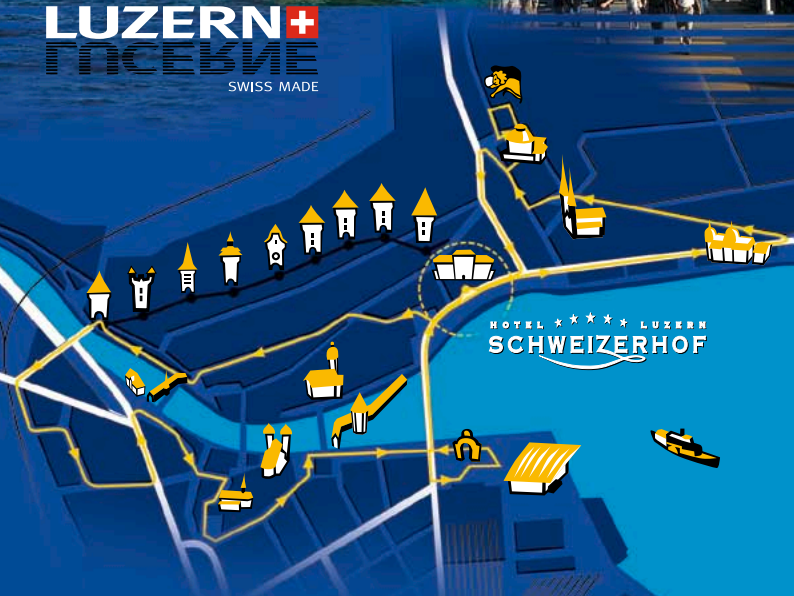 LUZERN
LUCERNE
SWISS MADE
HOTEL ★★★★★ LUZERN
SCHWEIZERHOF